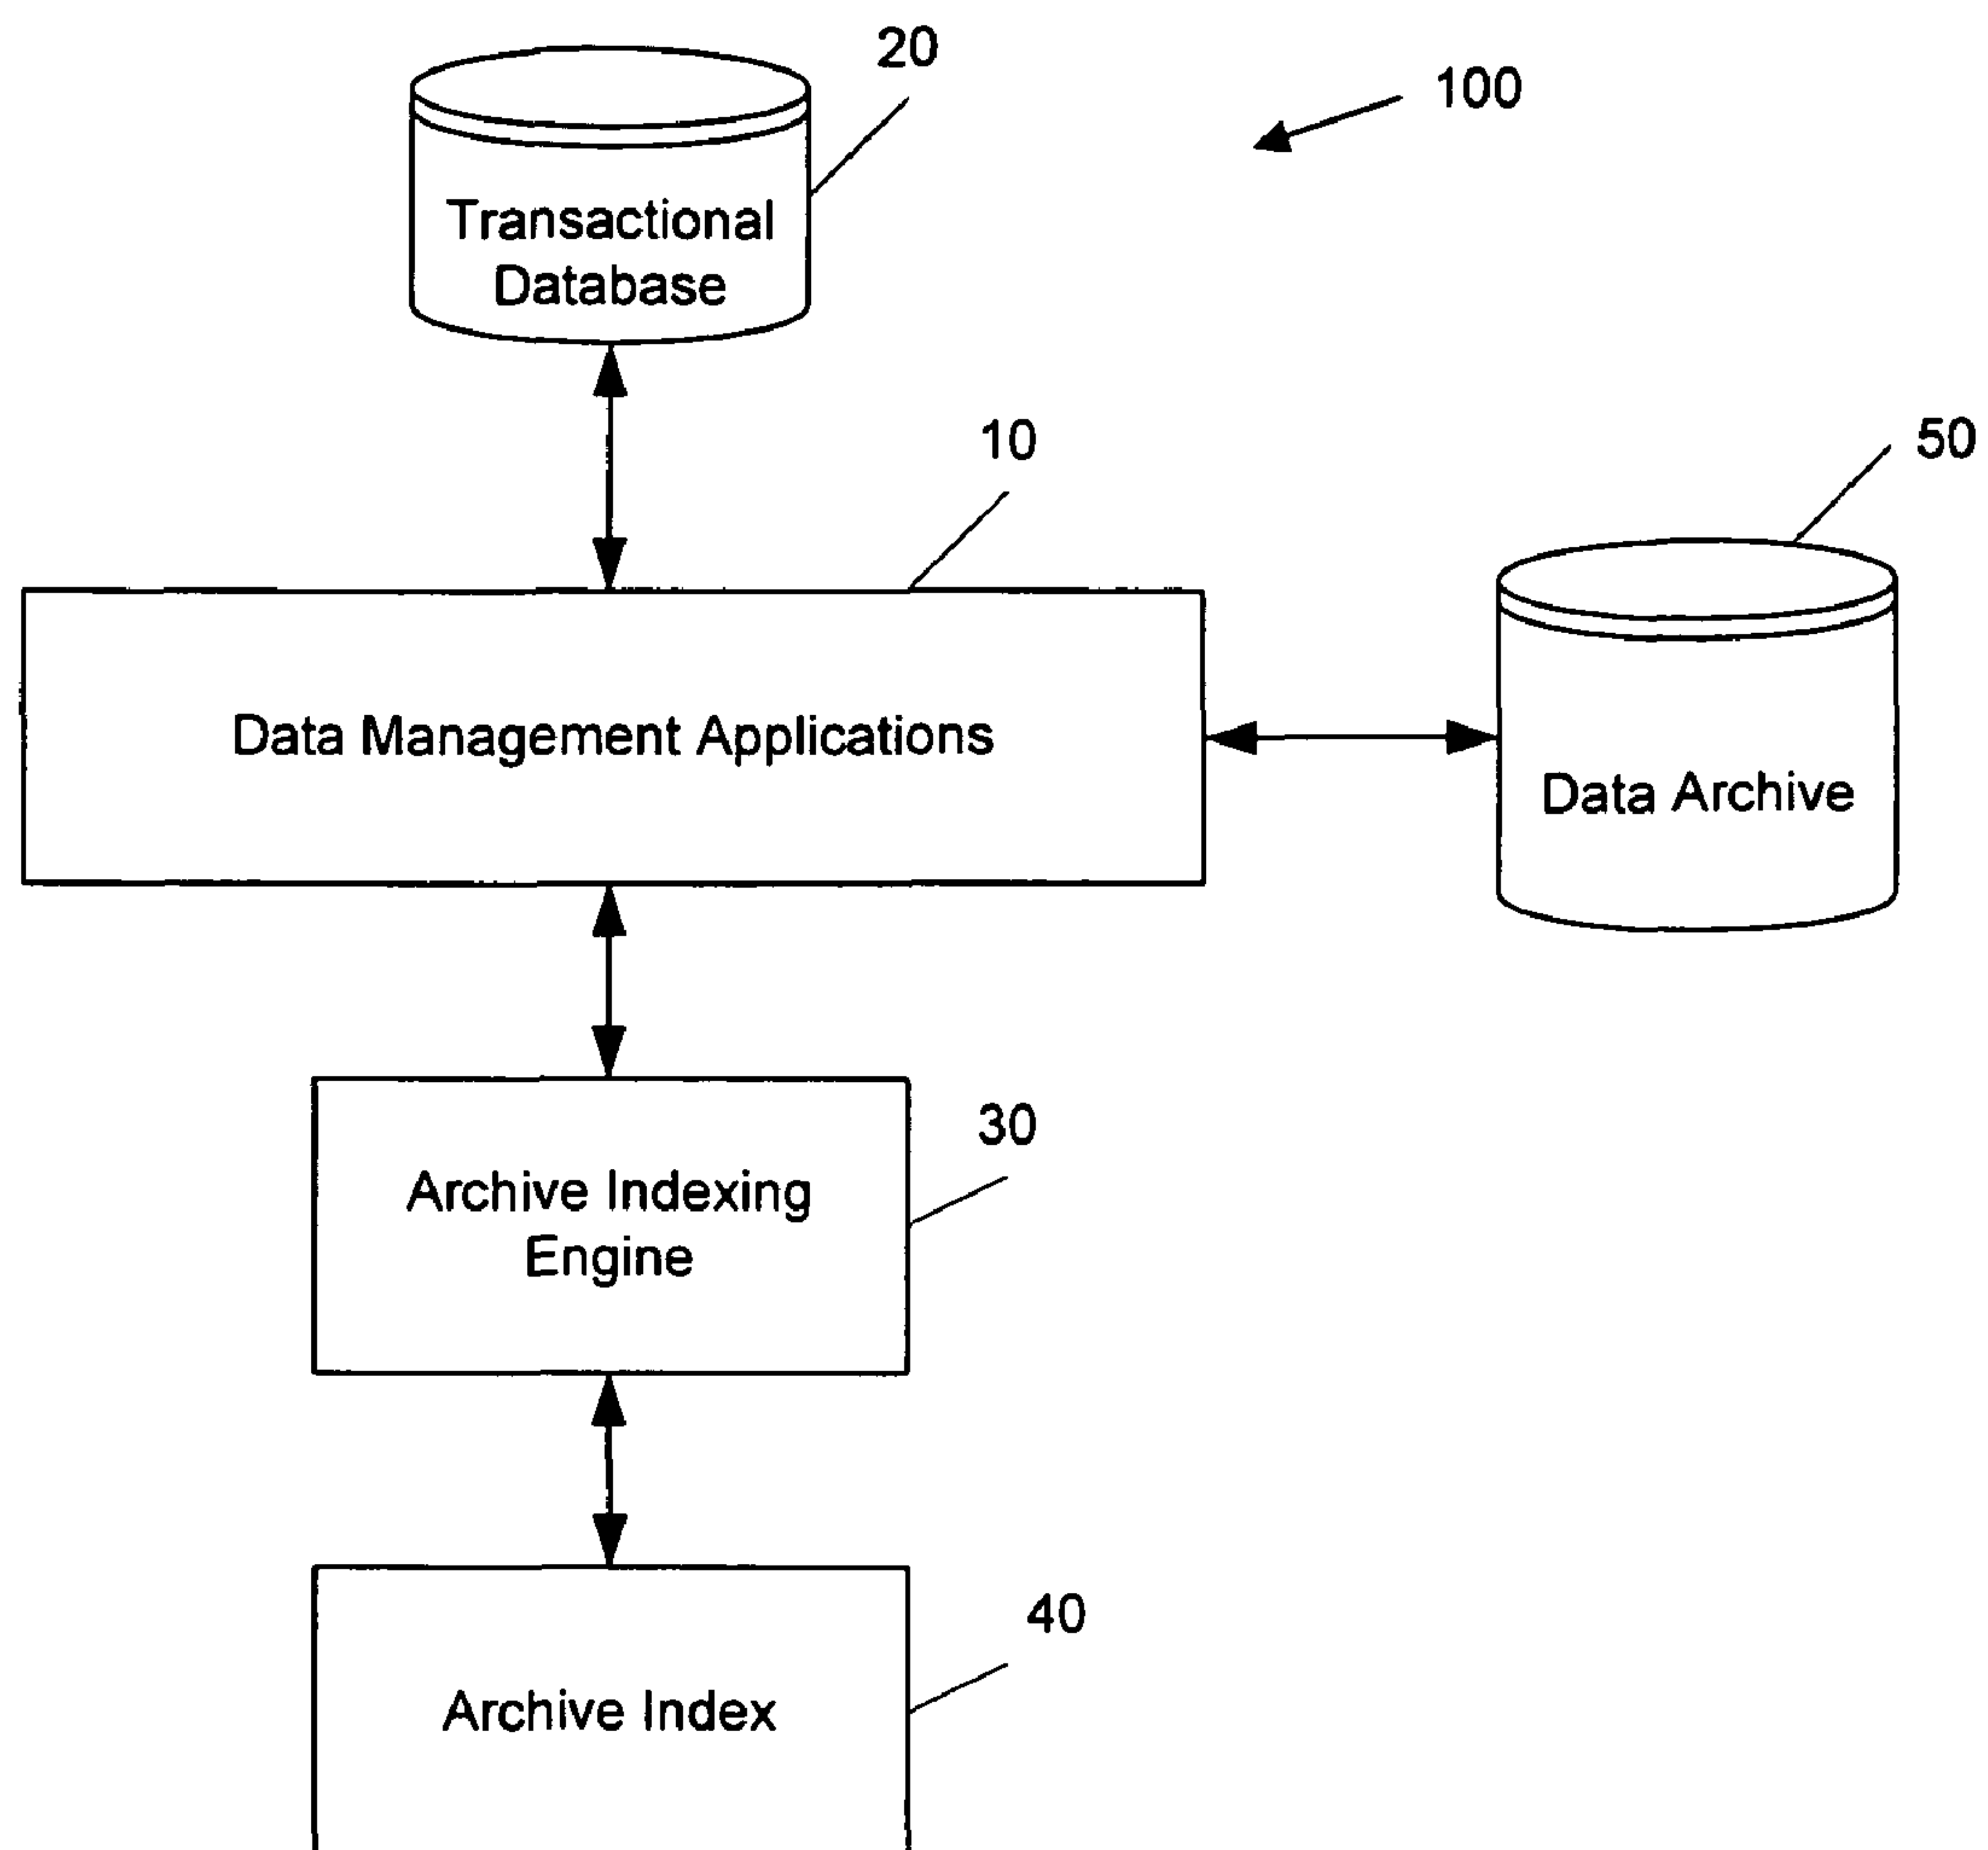 20
100
Transactional
Database
10
50
Data Management Applications
Data Archive
30
Archive Indexing
Engine
40
Archive Index